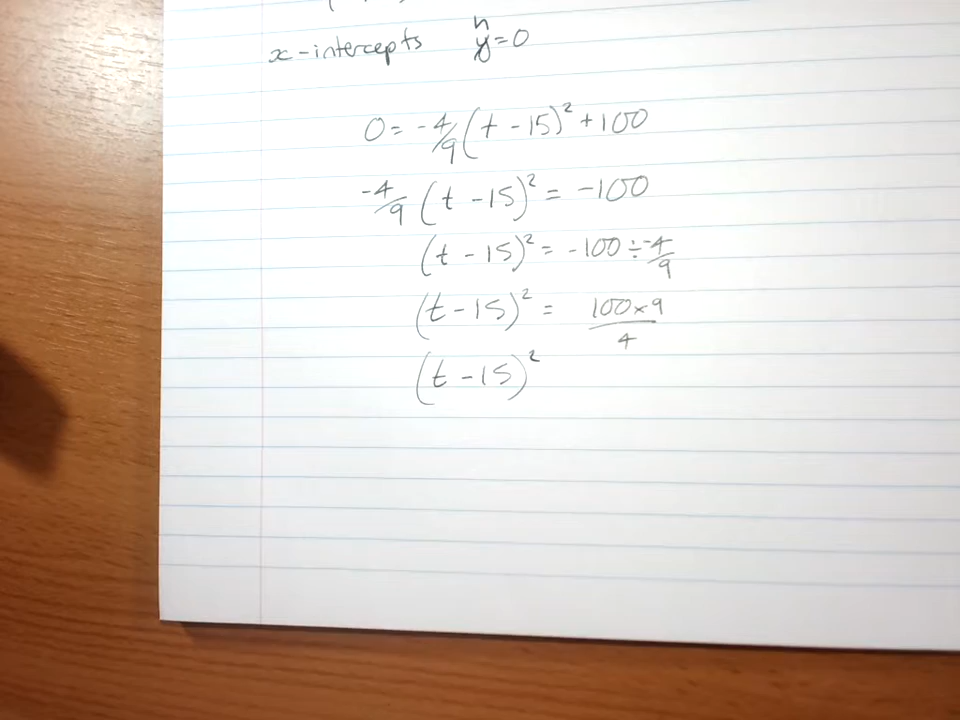 x-intercepts h y=0
0 = -4/9 (t - 15)² + 100
-4/9 (t - 15)² = -100
(t - 15)² = -100 ÷ -4/9
(t - 15)² = 100 × 9 / 4
(t - 15)²